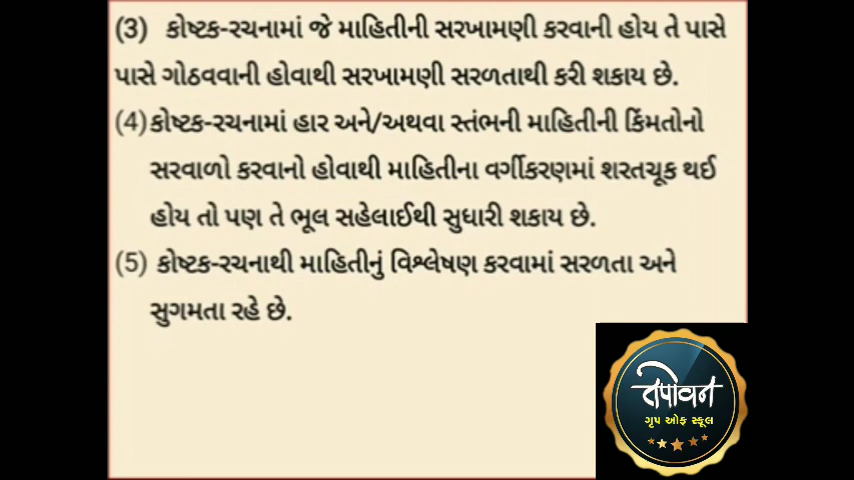 (3) કોષ્ટક-રચનામાં જે માહિતીની સરખામણી કરવાની હોય તે પાસે
પાસે ગોઠવવાની હોવાથી સરખામણી સરળતાથી કરી શકાય છે.
(4) કોષ્ટક-રચનામાં હાર અને/અથવા સ્તંભની માહિતીની કિંમતોનો
સરવાળો કરવાનો હોવાથી માહિતીના વર્ગીકરણમાં શરતચૂક થઈ
હોય તો પણ તે ભૂલ સહેલાઈથી સુધારી શકાય છે.
(5) કોષ્ટક-રચનાથી માહિતીનું વિશ્લેષણ કરવામાં સરળતા અને
સુગમતા રહે છે.
તપોવન
ગ્રૂપ ઓફ સ્કૂલ